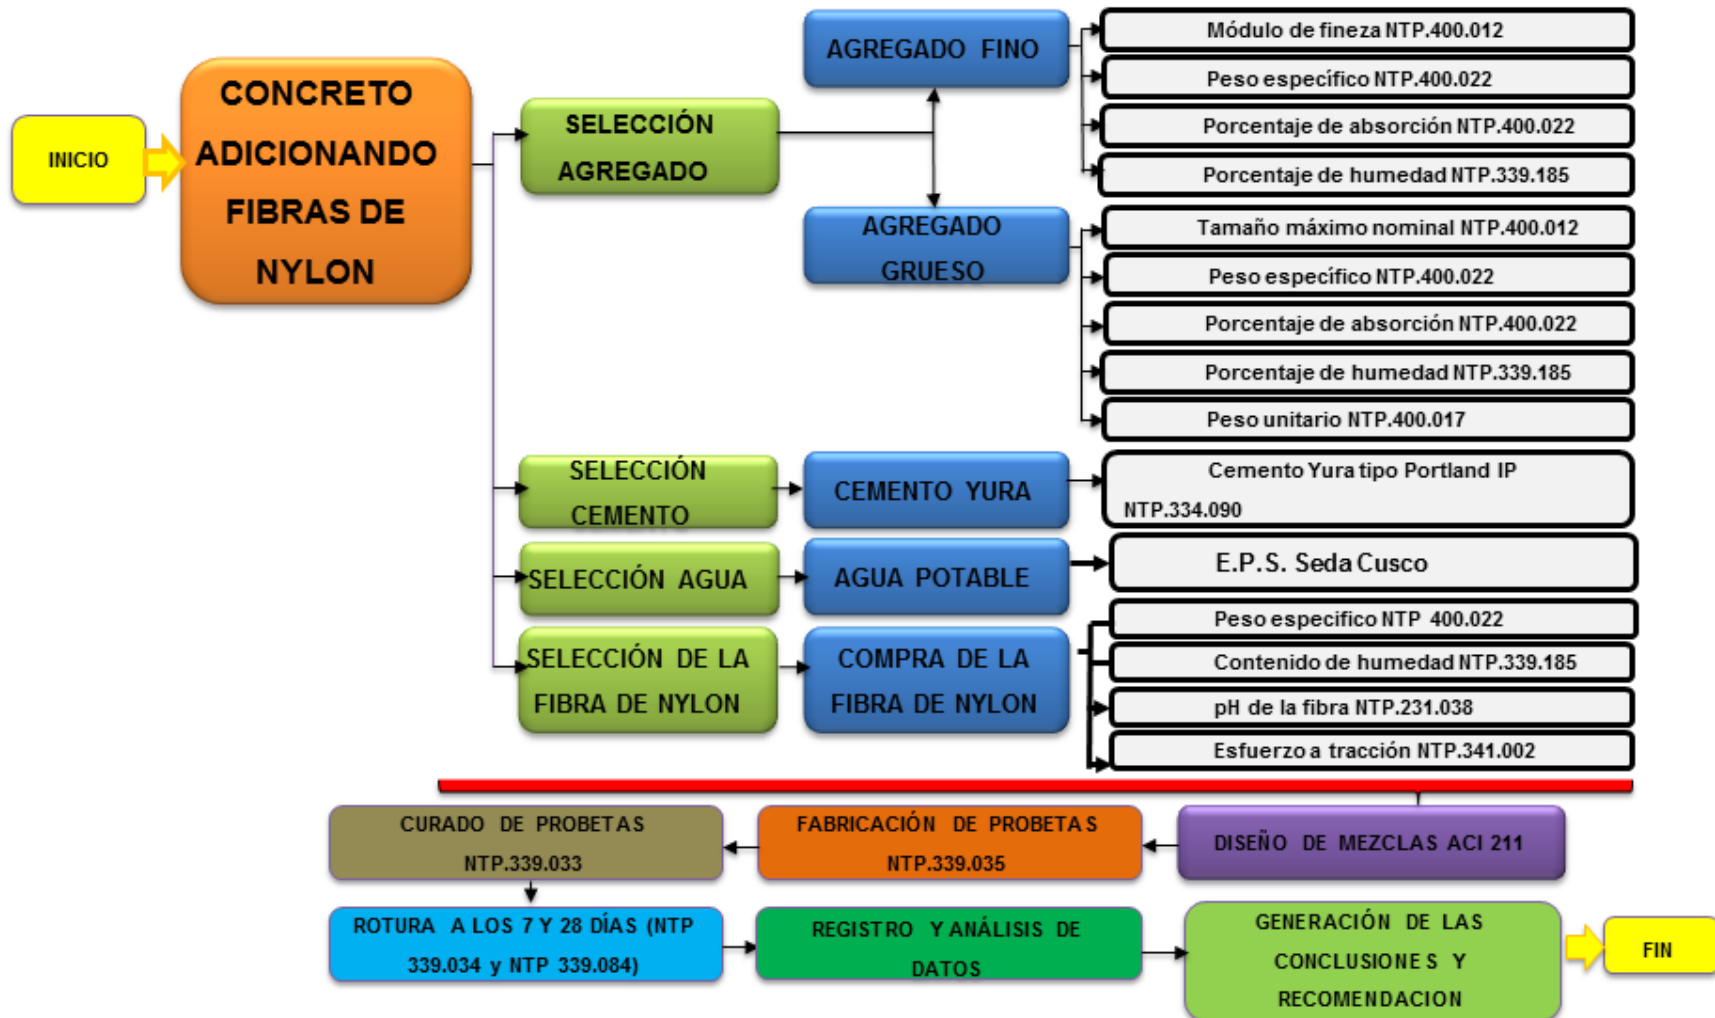 INICIO
CONCRETO
ADICIONANDO
FIBRAS DE
NYLON
SELECCIÓN
AGREGADO
AGREGADO FINO
Módulo de fineza NTP.400.012
Peso específico NTP.400.022
Porcentaje de absorción NTP.400.022
Porcentaje de humedad NTP.339.185
AGREGADO
GRUESO
Tamaño máximo nominal NTP.400.012
Peso específico NTP.400.022
Porcentaje de absorción NTP.400.022
Porcentaje de humedad NTP.339.185
Peso unitario NTP.400.017
SELECCIÓN
CEMENTO
CEMENTO YURA
Cemento Yura tipo Portland IP
NTP.334.090
SELECCIÓN AGUA
AGUA POTABLE
E.P.S. Seda Cusco
SELECCIÓN DE LA
FIBRA DE NYLON
COMPRA DE LA
FIBRA DE NYLON
Peso especifico NTP 400.022
Contenido de humedad NTP.339.185
pH de la fibra NTP.231.038
Esfuerzo a tracción NTP.341.002
DISEÑO DE MEZCLAS ACI 211
FABRICACIÓN DE PROBETAS
NTP.339.035
CURADO DE PROBETAS
NTP.339.033
ROTURA A LOS 7 Y 28 DÍAS (NTP
339.034 y NTP 339.084)
REGISTRO Y ANÁLISIS DE
DATOS
GENERACIÓN DE LAS
CONCLUSIONES Y
RECOMENDACION
FIN